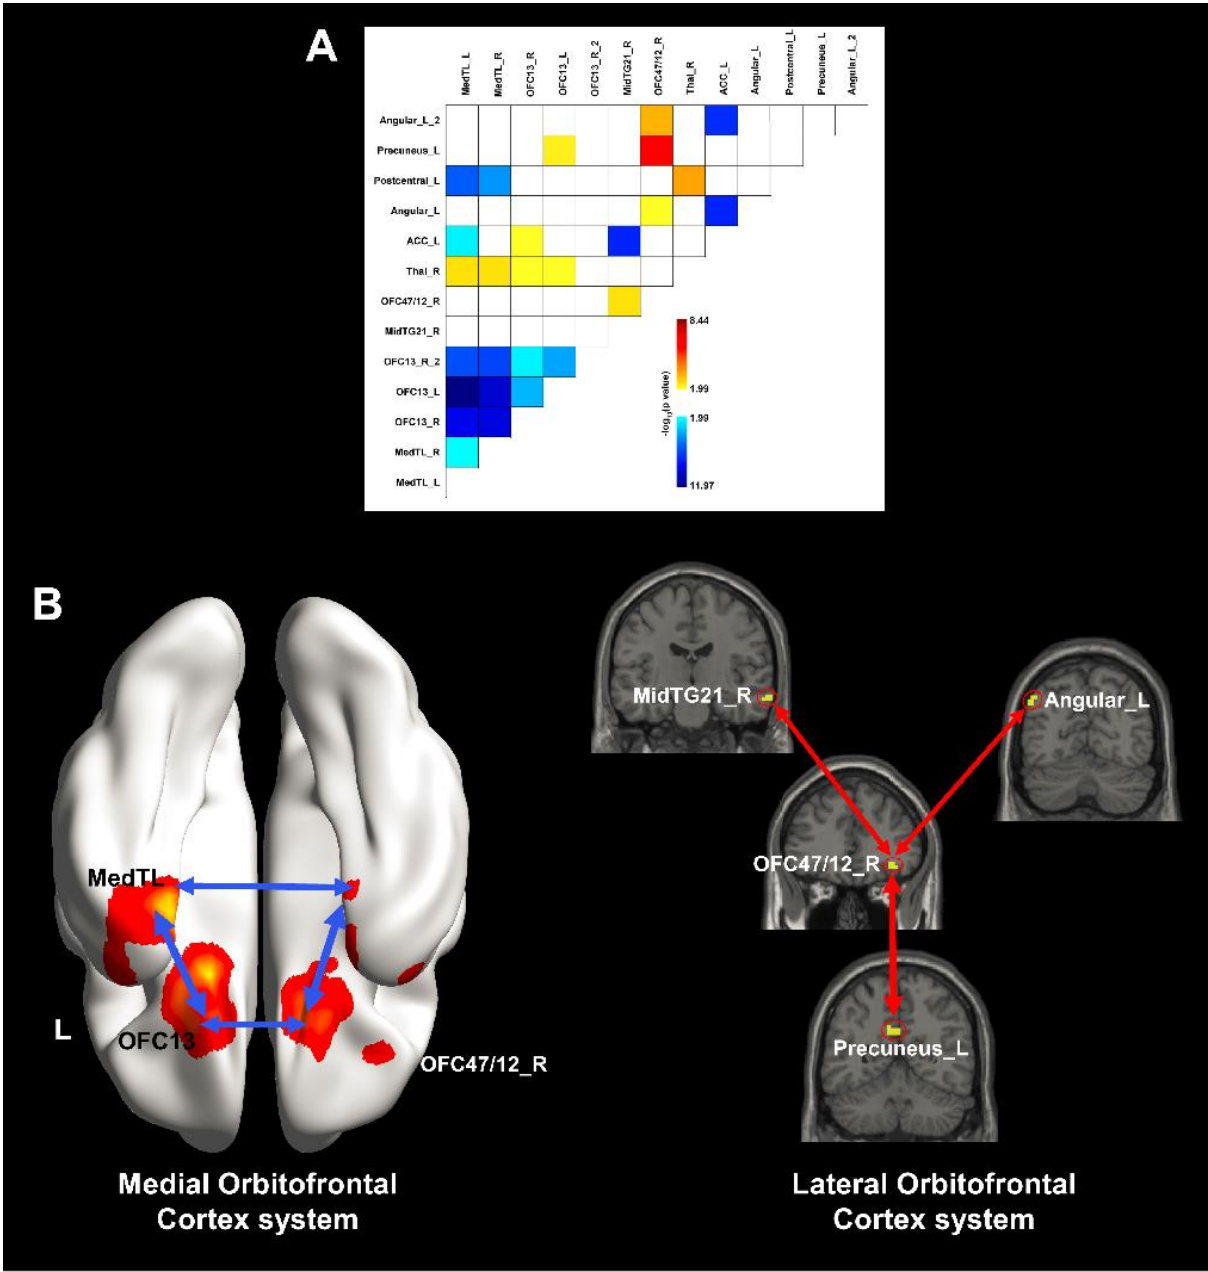 A
MedTL_L
MedTL_R
OFC13_R
OFC13_L
OFC13_R_2
MidTG21_R
OFC47/12_R
Thal_R
ACC_L
Angular_L
Postcentral_L
Precuneus_L
Angular_L_2
Angular_L_2
Precuneus_L
Postcentral_L
Angular_L
ACC_L
Thal_R
OFC47/12_R
MidTG21_R
OFC13_R_2
OFC13_L
OFC13_R
MedTL_R
MedTL_L
8.44
1.99
1.99
11.97
-log10(p value)
B
MedTL
OFC13
L
OFC47/12_R
Medial Orbitofrontal
Cortex system
MidTG21_R
Angular_L
OFC47/12_R
Precuneus_L
Lateral Orbitofrontal
Cortex system